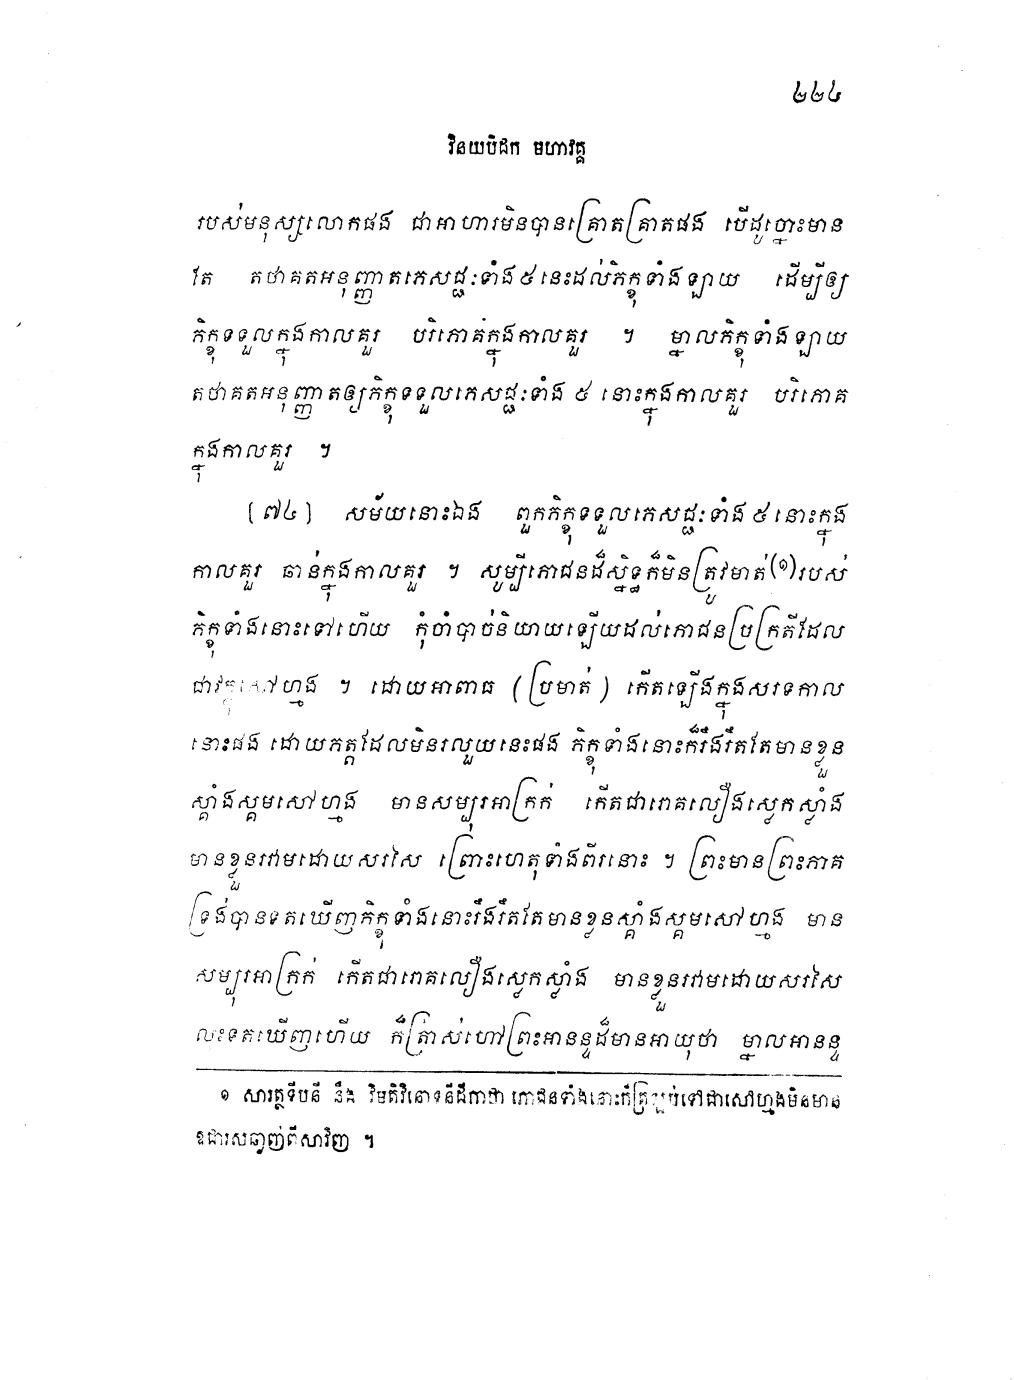 ២២៤
វិនយបិដក មហាវគ្គ
របស់មនុស្សលោកផង ជាអាហារមិនបានគ្រោតគ្រាតផង បើដូច្នោះមាន
តែ តថាគតអនុញ្ញាតភេសជ្ជៈទាំង៥នេះដល់ភិក្ខុទាំងឡាយ ដើម្បីឲ្យ
ភិក្ខុទទួលក្នុងកាលគួរ បរិភោគក្នុងកាលគួរ ។ ម្នាលភិក្ខុទាំងឡាយ
តថាគតអនុញ្ញាតឲ្យភិក្ខុទទួលភេសជ្ជៈទាំង ៥ នោះក្នុងកាលគួរ បរិភោគ
ក្នុងកាលគួរ ។
[៧៤] សម័យនោះឯង ពួកភិក្ខុទទួលភេសជ្ជៈទាំង ៥ នោះក្នុង
កាលគួរ ឆាន់ក្នុងកាលគួរ ។ សូម្បីភោជនដ៏ស្និទ្ធក៏មិនត្រូវមាត់(១)របស់
ភិក្ខុទាំងនោះទៅហើយ កុំចាំបាច់និយាយឡើយដល់ភោជនប្រក្រតីដែល
ជា ។ ដោយអាពាធ (ប្រមាត់) កើតឡើងក្នុងសរទកាល
នោះផង ដោយភត្តដែលមិនរលួយនេះផង ភិក្ខុទាំងនោះក៏រឹងរឹតតែមានខ្លួន
ស្គាំងស្គមសៅហ្មង មានសម្បុរអាក្រក់ កើតជារោគលឿងស្លេកស្លាំង
មានខ្លួនរវាមដោយសរសៃ ព្រោះហេតុទាំងពីរនោះ ។ ព្រះមានព្រះភាគ
ទ្រង់បានទតឃើញភិក្ខុទាំងនោះរឹងរឹតតែមានខ្លួនស្គាំងស្គមសៅហ្មង មាន
សម្បុរអាក្រក់ កើតជារោគលឿងស្លេកស្លាំង មានខ្លួនរវាមដោយសរសៃ
លុះទតឃើញហើយ ក៏ត្រាស់ហៅព្រះអានន្ទដ៏មានអាយុថា ម្នាលអានន្ទ
១ សារត្ថទីបនី និង វិមតិវិនោទនីដីកាថា ភោជនទាំងនោះក៏ត្រឡប់ទៅជាសៅហ្មងមិនមាន
ឱជារសឆ្ងាញ់ពីសាវិញ ។